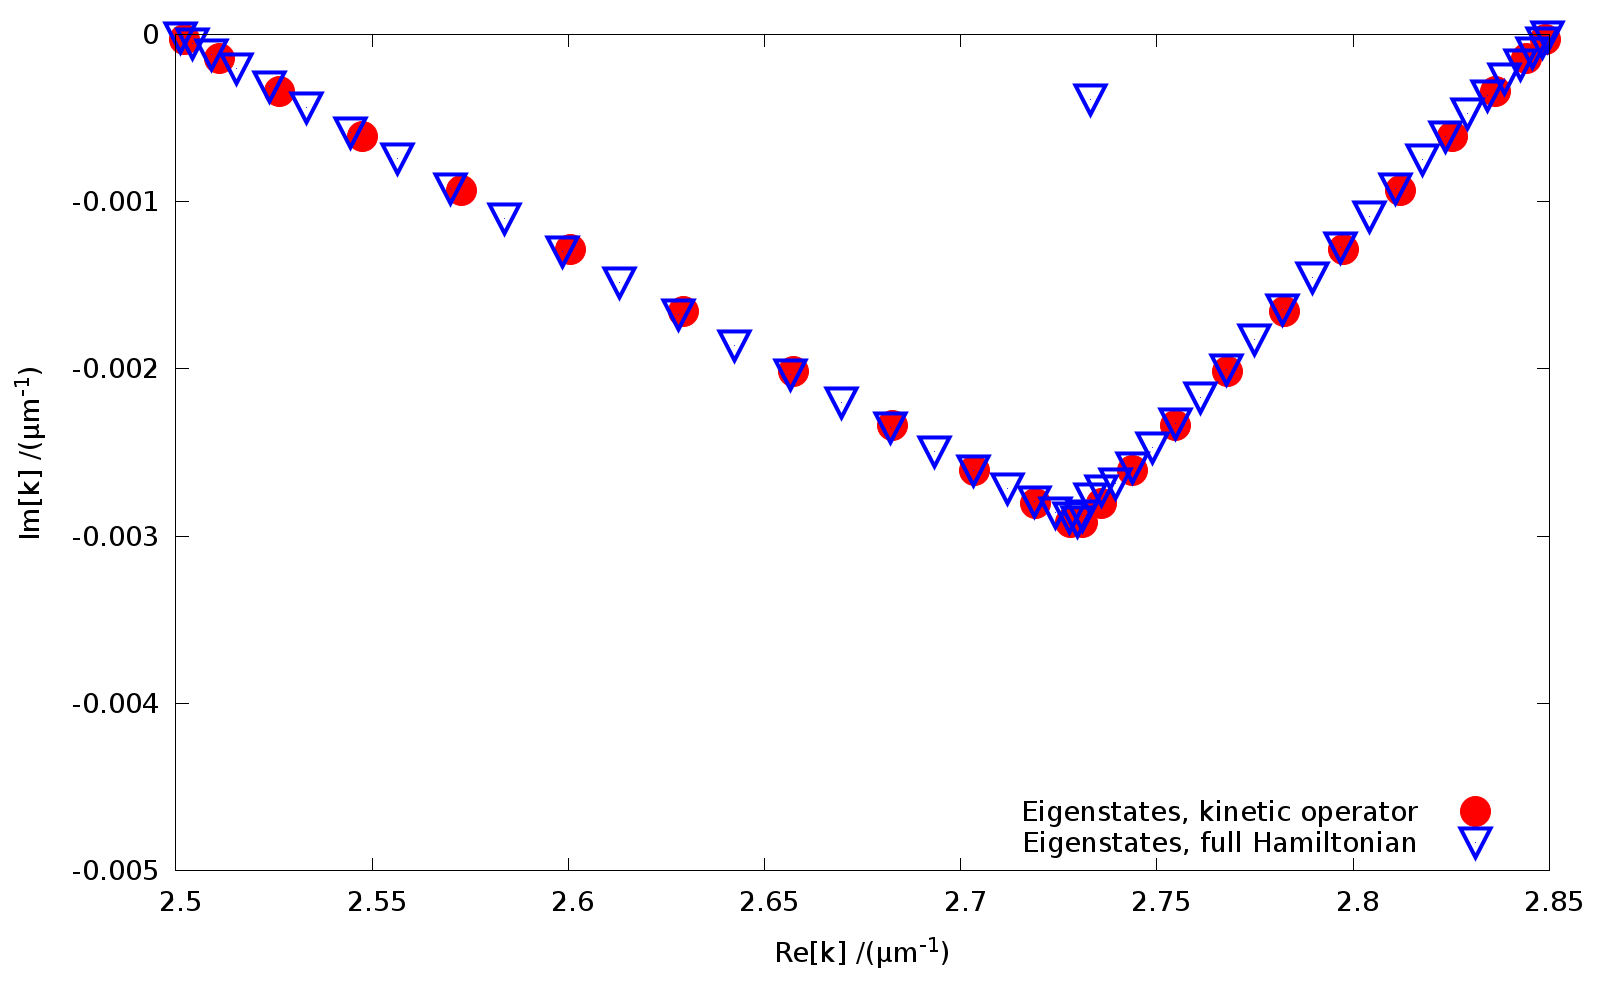 0
-0.001
-0.002
-0.003
-0.004
-0.005
Im[k] /(μm⁻¹)
Eigenstates, kinetic operator
Eigenstates, full Hamiltonian
2.5 2.55 2.6 2.65 2.7 2.75 2.8 2.85
Re[k] /(μm⁻¹)